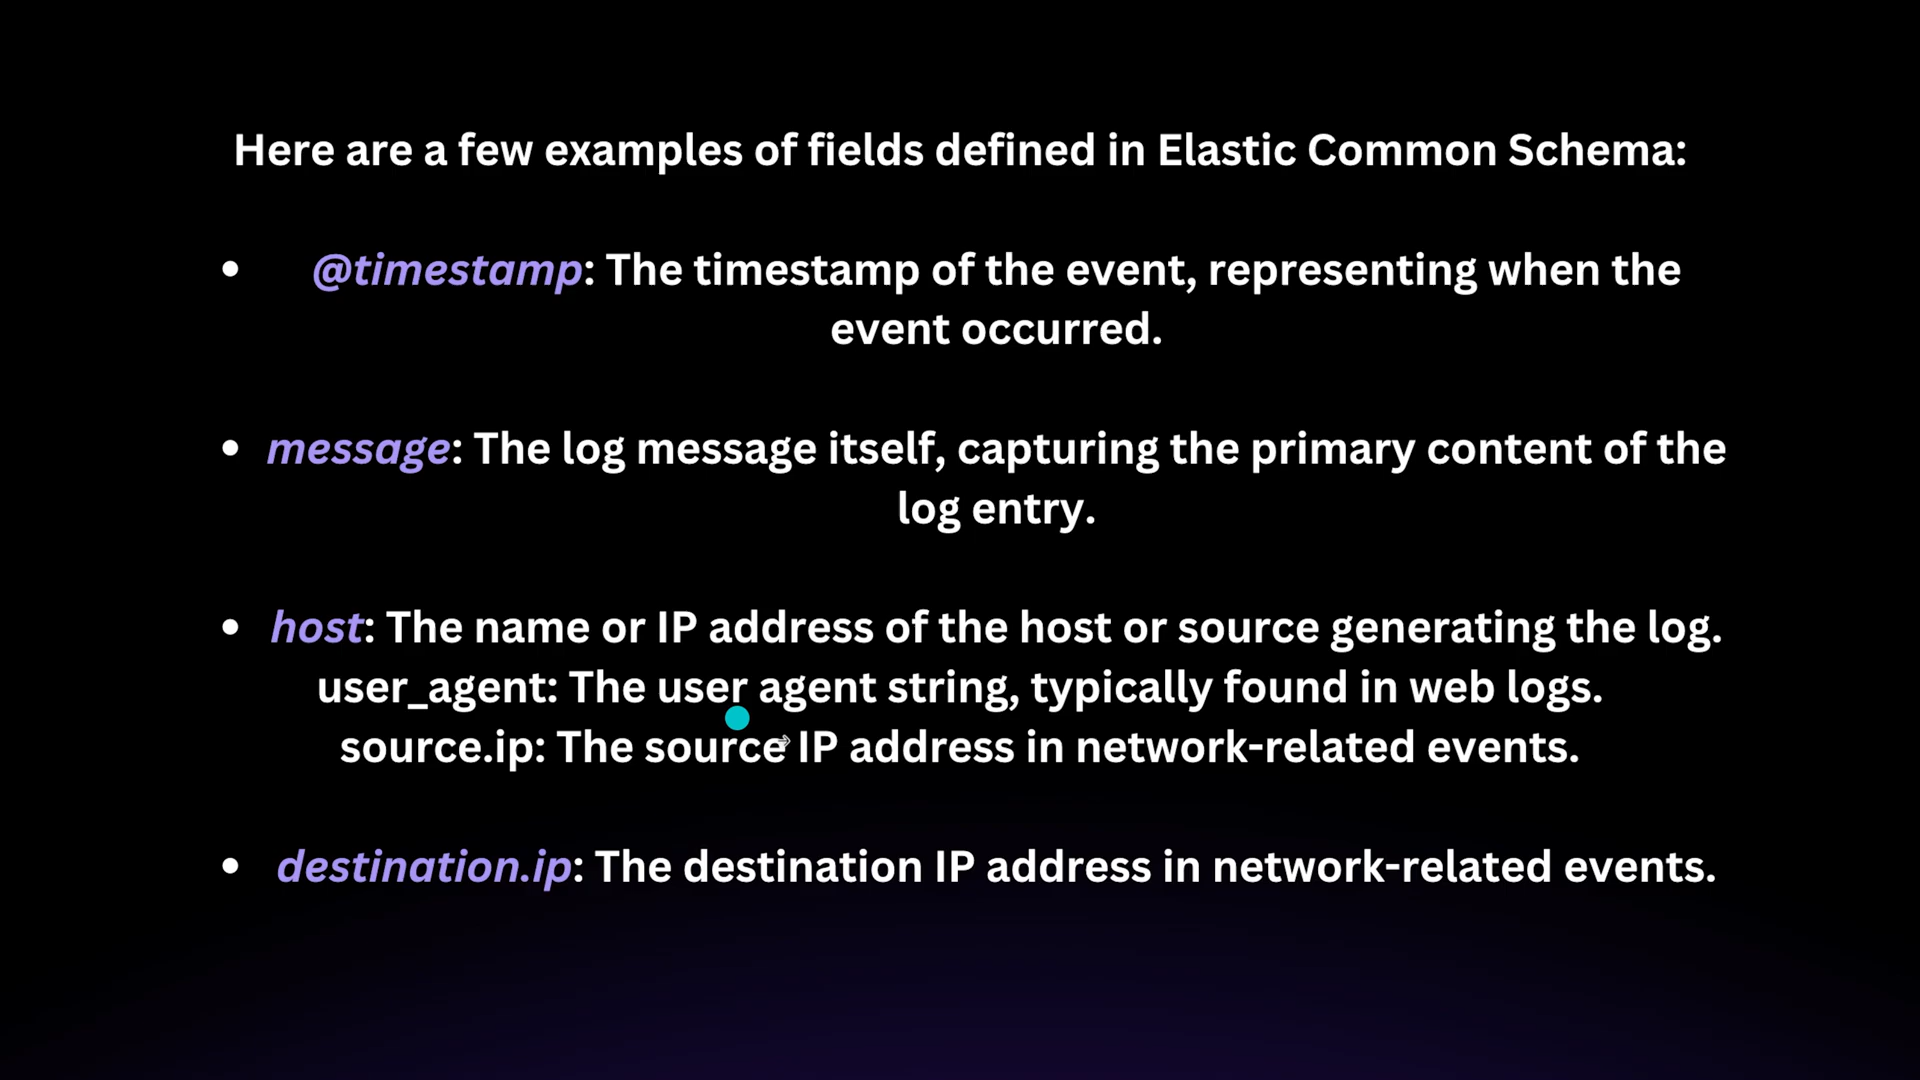 Here are a few examples of fields defined in Elastic Common Schema:
• @timestamp: The timestamp of the event, representing when the
event occurred.
• message: The log message itself, capturing the primary content of the
log entry.
• host: The name or IP address of the host or source generating the log.
user_agent: The user agent string, typically found in web logs.
source.ip: The source IP address in network-related events.
• destination.ip: The destination IP address in network-related events.